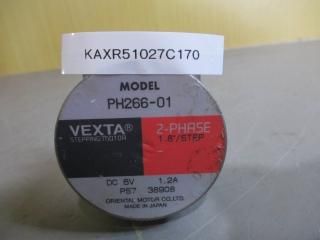 KAXR51027C170
MODEL
PH266-01
VEXTA® 2-PHASE
STEPPING MOTOR 1.8°/STEP
DC 6V 1.2A
PS7 38908
ORIENTAL MOTOR CO.LTD.
MADE IN JAPAN